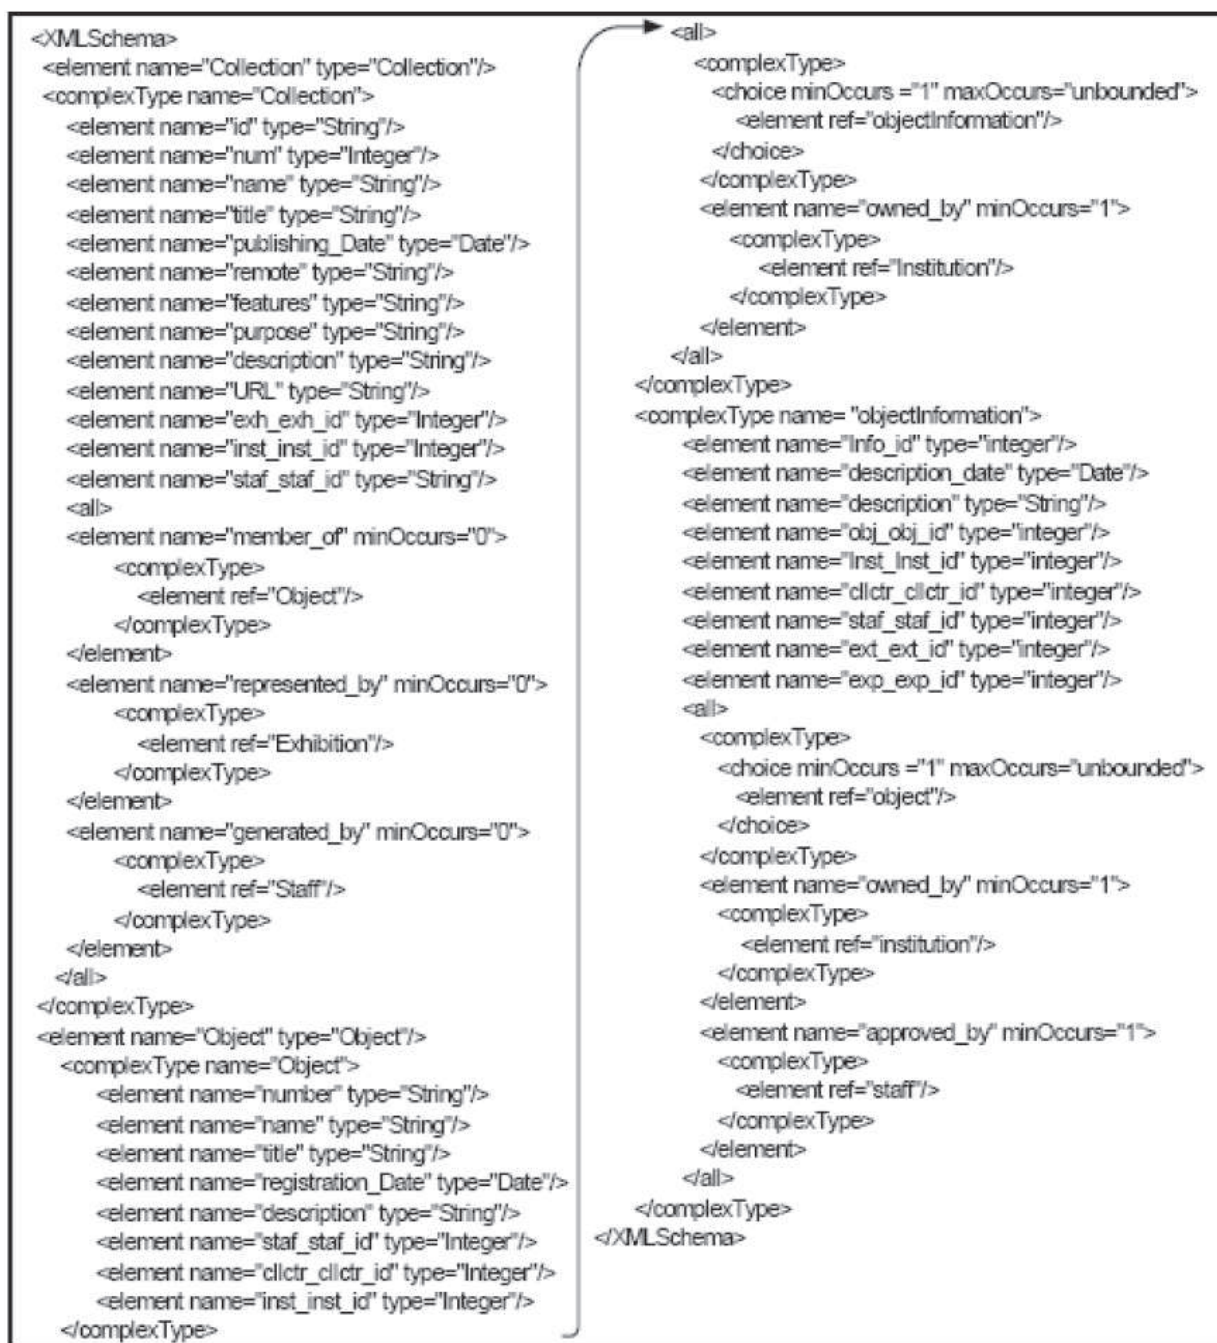 <XMLSchema>
<element name="Collection" type="Collection"/>
<complexType name="Collection">
<element name="id" type="String"/>
<element name="num" type="Integer"/>
<element name="name" type="String"/>
<element name="title" type="String"/>
<element name="publishing_Date" type="Date"/>
<element name="remote" type="String"/>
<element name="features" type="String"/>
<element name="purpose" type="String"/>
<element name="description" type="String"/>
<element name="URL" type="String"/>
<element name="exh_exh_id" type="Integer"/>
<element name="inst_inst_id" type="Integer"/>
<element name="staf_staf_id" type="String"/>
<all>
<element name="member_of" minOccurs="0">
<complexType>
<element ref="Object"/>
</complexType>
</element>
<element name="represented_by" minOccurs="0">
<complexType>
<element ref="Exhibition"/>
</complexType>
</element>
<element name="generated_by" minOccurs="0">
<complexType>
<element ref="Staff"/>
</complexType>
</element>
</all>
</complexType>
<element name="Object" type="Object"/>
<complexType name="Object">
<element name="number" type="String"/>
<element name="name" type="String"/>
<element name="title" type="String"/>
<element name="registration_Date" type="Date"/>
<element name="description" type="String"/>
<element name="staf_staf_id" type="Integer"/>
<element name="cllctr_cllctr_id" type="Integer"/>
<element name="inst_inst_id" type="Integer"/>
</complexType>
<all>
<complexType>
<choice minOccurs ="1" maxOccurs="unbounded">
<element ref="objectInformation"/>
</choice>
</complexType>
<element name="owned_by" minOccurs="1">
<complexType>
<element ref="Institution"/>
</complexType>
</element>
</all>
</complexType>
<complexType name= "objectInformation">
<element name="Info_id" type="integer"/>
<element name="description_date" type="Date"/>
<element name="description" type="String"/>
<element name="obj_obj_id" type="integer"/>
<element name="Inst_Inst_id" type="integer"/>
<element name="cllctr_cllctr_id" type="integer"/>
<element name="staf_staf_id" type="integer"/>
<element name="ext_ext_id" type="integer"/>
<element name="exp_exp_id" type="integer"/>
<all>
<complexType>
<choice minOccurs ="1" maxOccurs="unbounded">
<element ref="object"/>
</choice>
</complexType>
<element name="owned_by" minOccurs="1">
<complexType>
<element ref="institution"/>
</complexType>
</element>
<element name="approved_by" minOccurs="1">
<complexType>
<element ref="staff"/>
</complexType>
</element>
</all>
</complexType>
</XMLSchema>